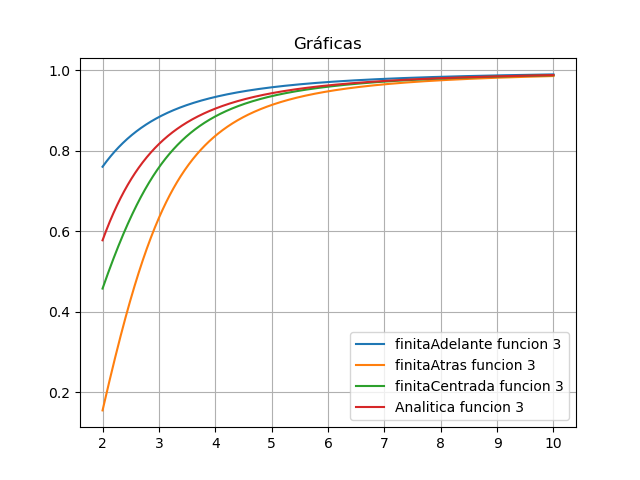 Gráficas
1.0
0.8
0.6
0.4
0.2
finitaAdelante funcion 3
finitaAtras funcion 3
finitaCentrada funcion 3
Analitica funcion 3
2 3 4 5 6 7 8 9 10